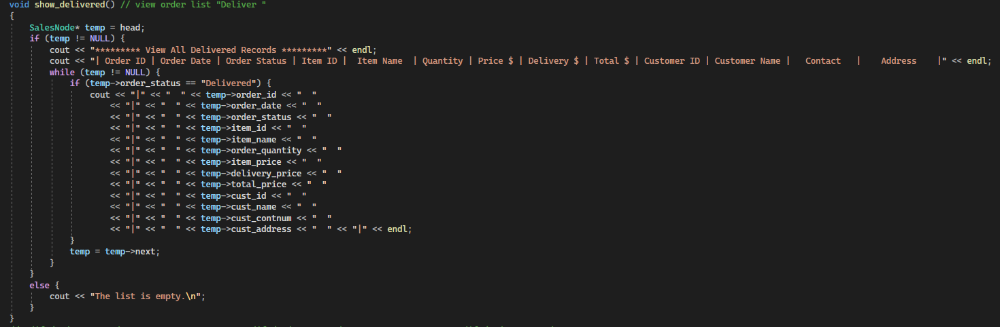 void show_delivered() // view order list "Deliver "
{
    SalesNode* temp = head;
    if (temp != NULL) {
        cout << "********* View All Delivered Records *********" << endl;
        cout << "| Order ID | Order Date | Order Status | Item ID |  Item Name  | Quantity | Price $ | Delivery $ | Total $ | Customer ID | Customer Name |   Contact   |    Address    |" << endl;
        while (temp != NULL) {
            if (temp->order_status == "Delivered") {
                cout << "|" << "  " << temp->order_id << "  "
                    << "|" << "  " << temp->order_date << "  "
                    << "|" << "  " << temp->order_status << "  "
                    << "|" << "  " << temp->item_id << "  "
                    << "|" << "  " << temp->item_name << "  "
                    << "|" << "  " << temp->order_quantity << "  "
                    << "|" << "  " << temp->item_price << "  "
                    << "|" << "  " << temp->delivery_price << "  "
                    << "|" << "  " << temp->total_price << "  "
                    << "|" << "  " << temp->cust_id << "  "
                    << "|" << "  " << temp->cust_name << "  "
                    << "|" << "  " << temp->cust_contnum << "  "
                    << "|" << "  " << temp->cust_address << "  " << "|" << endl;
            }
            temp = temp->next;
        }
    }
    else {
        cout << "The list is empty.\n";
    }
}